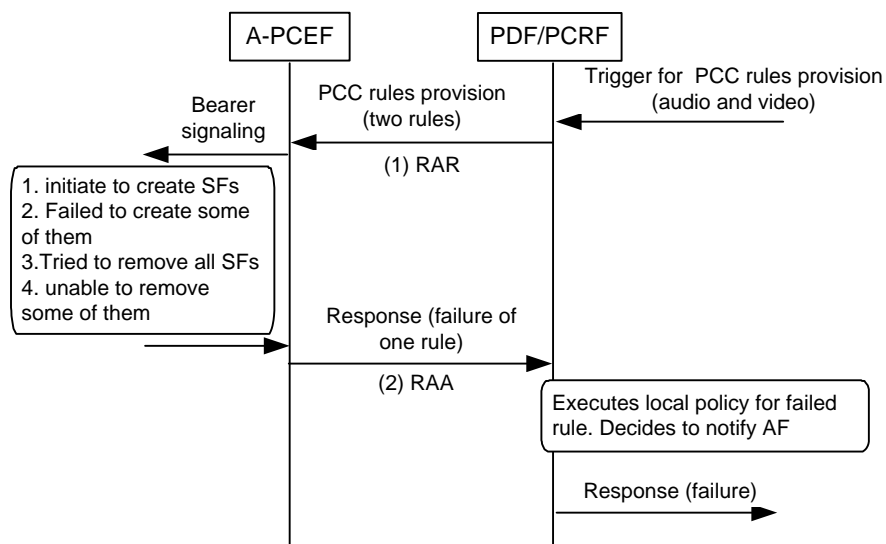 A-PCEF
PDF/PCRF
Trigger for PCC rules provision
(audio and video)
PCC rules provision
(two rules)
Bearer
signaling
(1) RAR
1. initiate to create SFs
2. Failed to create some
of them
3.Tried to remove all SFs
4. unable to remove
some of them
Response (failure of
one rule)
(2) RAA
Executes local policy for failed
rule. Decides to notify AF
Response (failure)